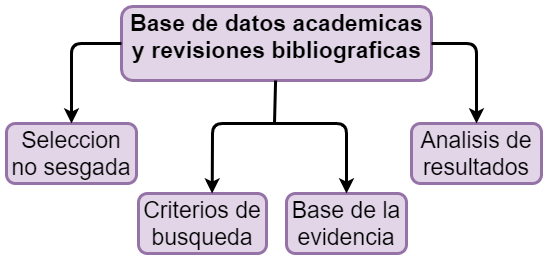 Base de datos academicas
y revisiones bibliograficas
Seleccion
no sesgada
Analisis de
resultados
Criterios de
busqueda
Base de la
evidencia